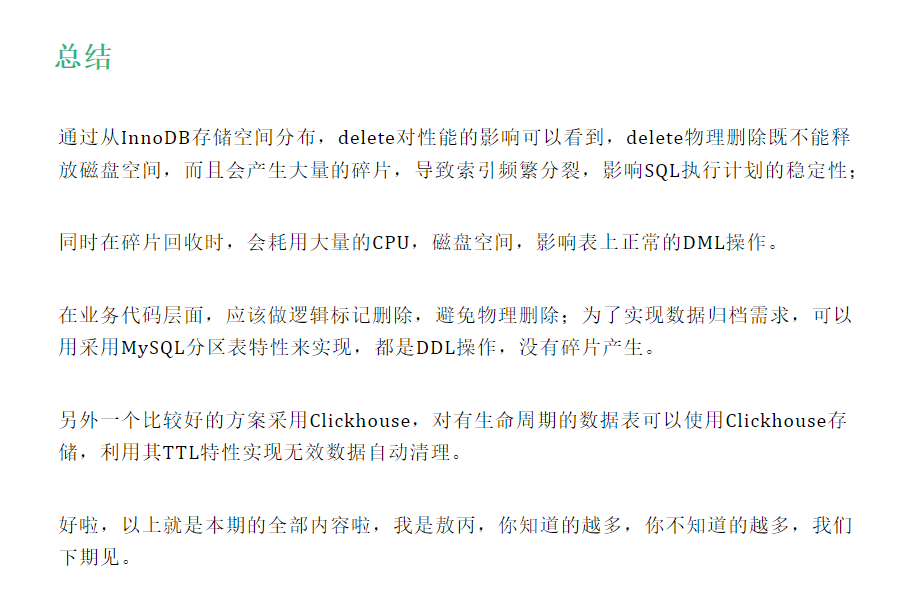 总结
通过从InnoDB存储空间分布，delete对性能的影响可以看到，delete物理删除既不能释
放磁盘空间，而且会产生大量的碎片，导致索引频繁分裂，影响SQL执行计划的稳定性；
同时在碎片回收时，会耗用大量的CPU，磁盘空间，影响表上正常的DML操作。
在业务代码层面，应该做逻辑标记删除，避免物理删除；为了实现数据归档需求，可以
用采用MySQL分区表特性来实现，都是DDL操作，没有碎片产生。
另外一个比较好的方案采用Clickhouse，对有生命周期的数据表可以使用Clickhouse存
储，利用其TTL特性实现无效数据自动清理。
好啦，以上就是本期的全部内容啦，我是敖丙，你知道的越多，你不知道的越多，我们
下期见。